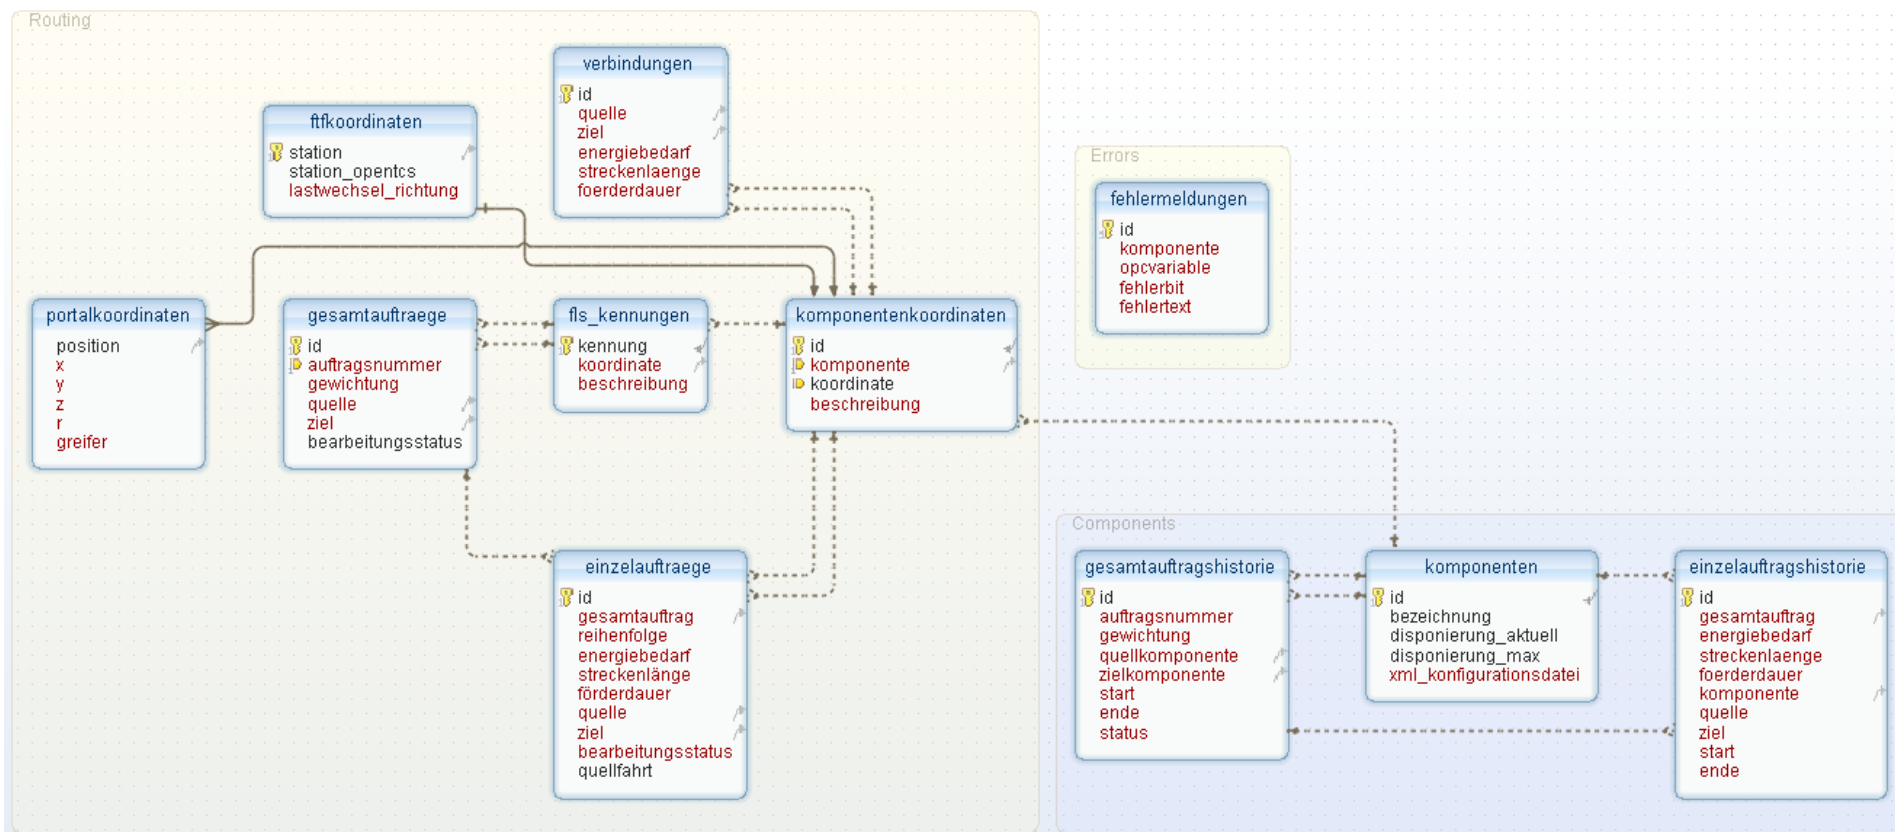 Routing
verbindungen
id
quelle
ziel
energiebedarf
streckenlaenge
foerderdauer
ftfkoordinaten
station
station_opentcs
lastwechsel_richtung
portalkoordinaten
position
x
y
z
r
greifer
gesamtauftraege
id
auftragsnummer
gewichtung
quelle
ziel
bearbeitungsstatus
fls_kennungen
kennung
koordinate
beschreibung
komponentenkoordinaten
id
komponente
koordinate
beschreibung
einzelauftraege
id
gesamtauftrag
reihenfolge
energiebedarf
streckenlänge
förderdauer
quelle
ziel
bearbeitungsstatus
quellfahrt
Errors
fehlermeldungen
id
komponente
opcvariable
fehlerbit
fehlertext
Components
gesamtauftragshistorie
id
auftragsnummer
gewichtung
quellkomponente
zielkomponente
start
ende
status
komponenten
id
bezeichnung
disponierung_aktuell
disponierung_max
xml_konfigurationsdatei
einzelauftragshistorie
id
gesamtauftrag
energiebedarf
streckenlaenge
foerderdauer
komponente
quelle
ziel
start
ende